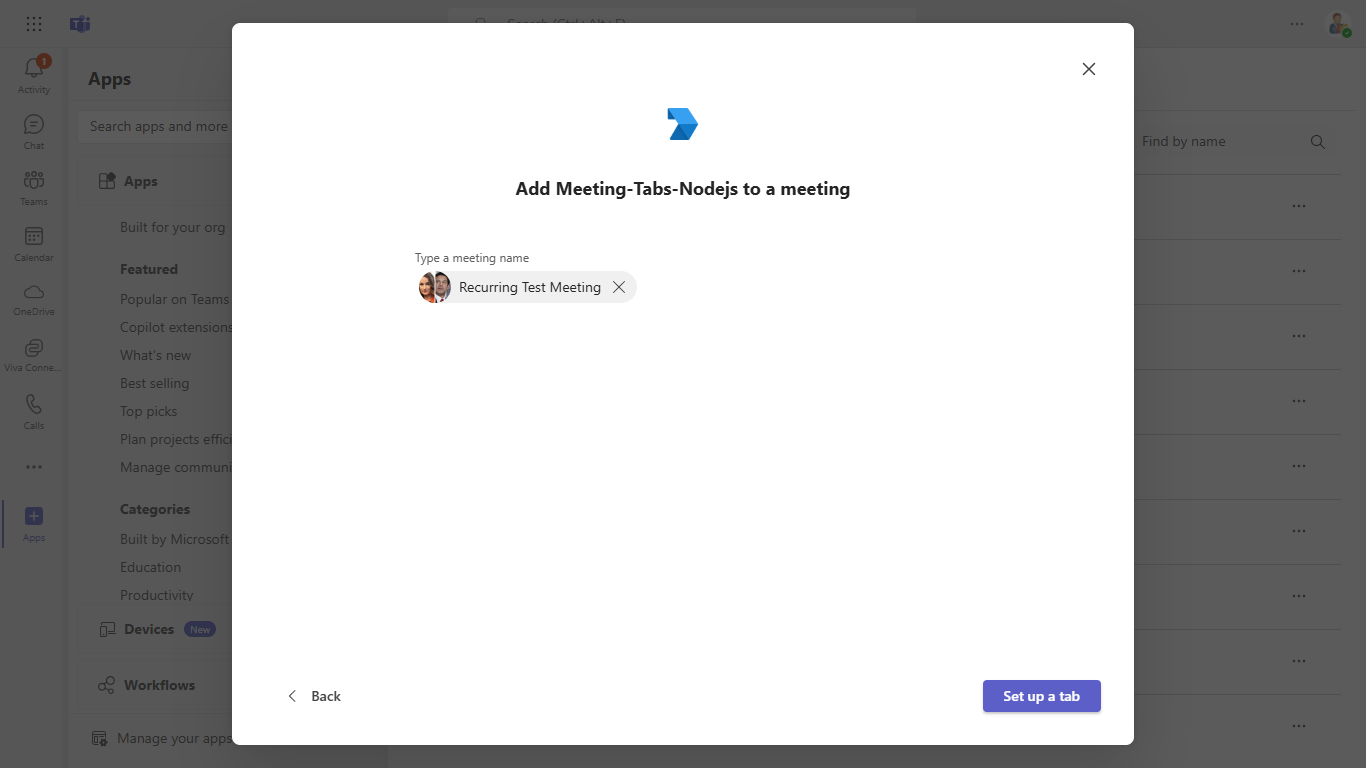 Search (Ctrl+Alt+E)
1
Activity
Chat
Teams
Calendar
OneDrive
Viva Conne...
Calls
Apps
Apps
Search apps and more
Apps
Built for your org
Featured
Popular on Teams
Copilot extensions
What's new
Best selling
Top picks
Plan projects effici
Manage communi
Categories
Built by Microsoft
Education
Productivity
Devices New
Workflows
Manage your apps
Add Meeting-Tabs-Nodejs to a meeting
Type a meeting name
Recurring Test Meeting
Back
Set up a tab
Find by name